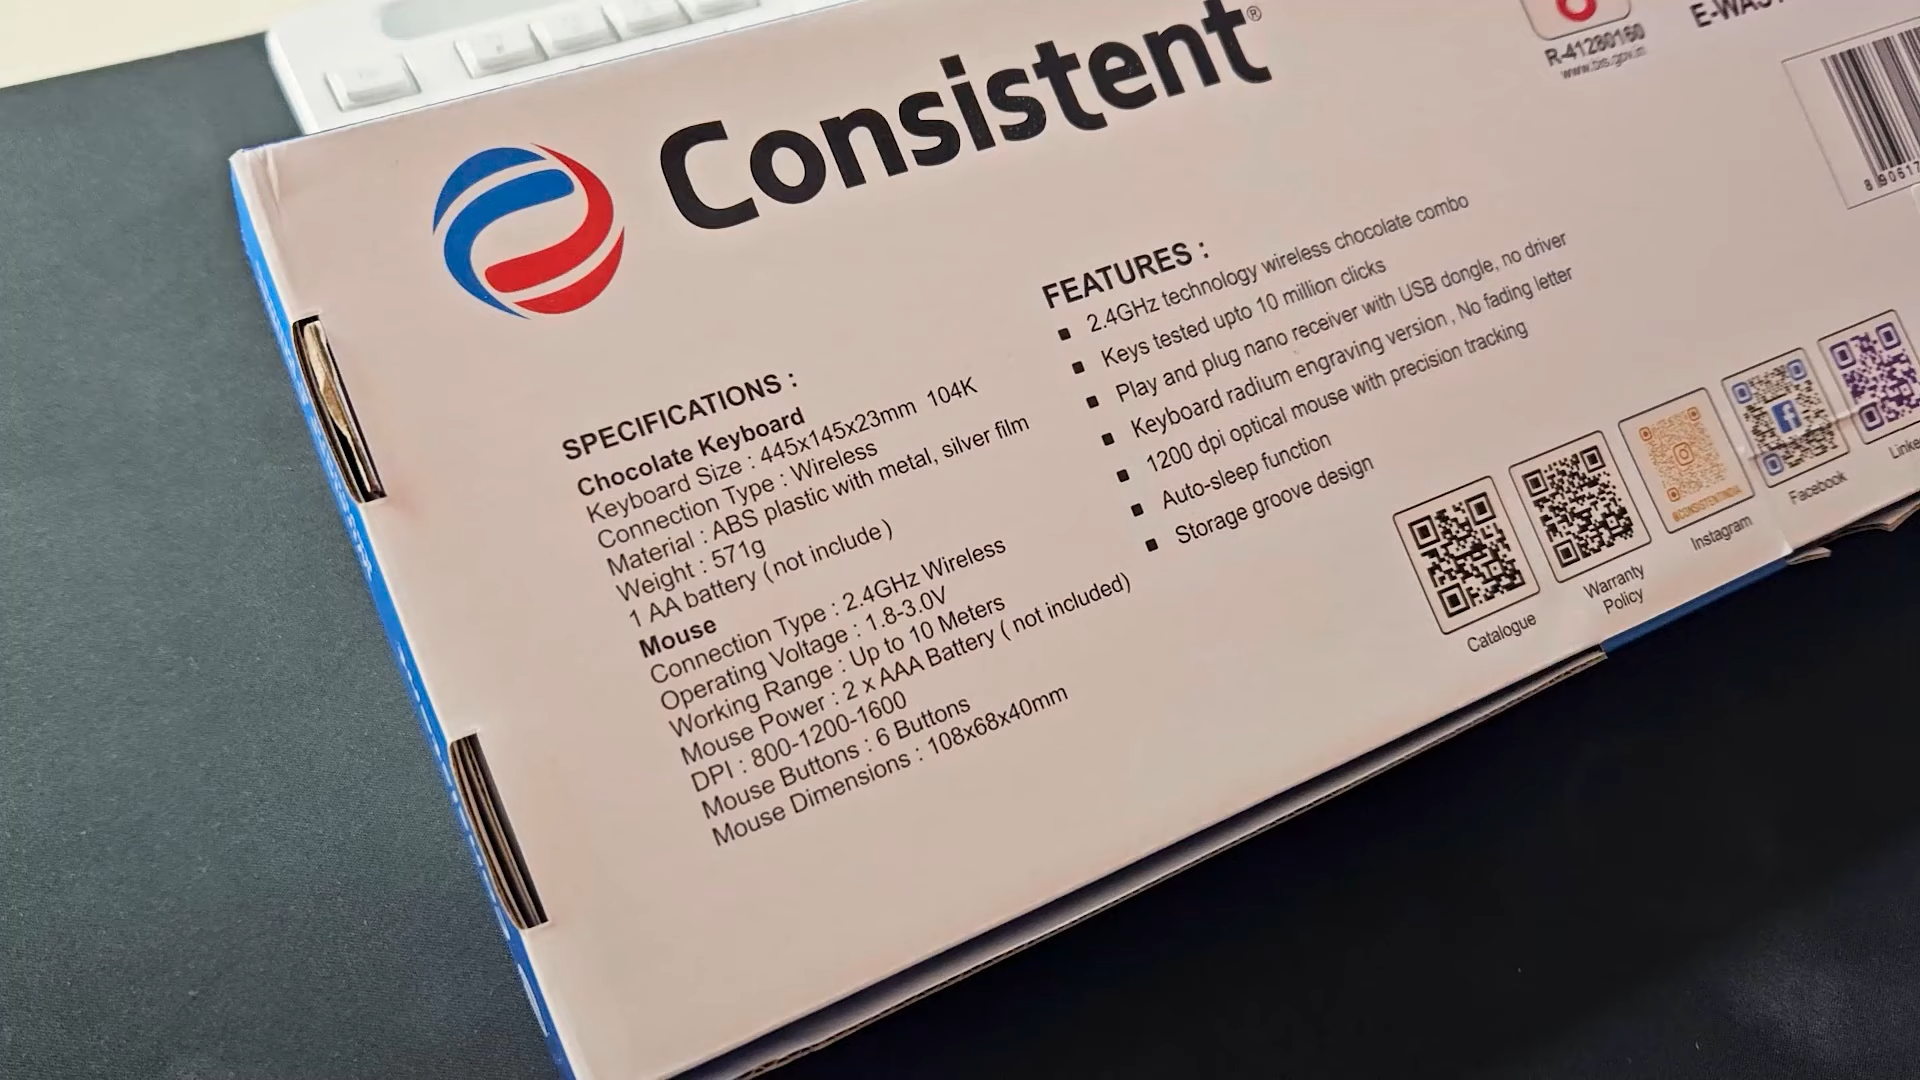 Consistent®
R-41280160
www.bis.gov.in
SPECIFICATIONS :
Chocolate Keyboard
Keyboard Size : 445x145x23mm 104K
Connection Type : Wireless
Material : ABS plastic with metal, silver film
Weight : 571g
1 AA battery (not include)
Mouse
Connection Type : 2.4GHz Wireless
Operating Voltage : 1.8-3.0V
Working Range : Up to 10 Meters
Mouse Power : 2 x AAA Battery ( not included)
DPI : 800-1200-1600
Mouse Buttons : 6 Buttons
Mouse Dimensions : 108x68x40mm
FEATURES :
▪ 2.4GHz technology wireless chocolate combo
▪ Keys tested upto 10 million clicks
▪ Play and plug nano receiver with USB dongle, no driver
▪ Keyboard radium engraving version, No fading letter
▪ 1200 dpi optical mouse with precision tracking
▪ Auto-sleep function
▪ Storage groove design
Catalogue
Warranty
Policy
Instagram
Facebook